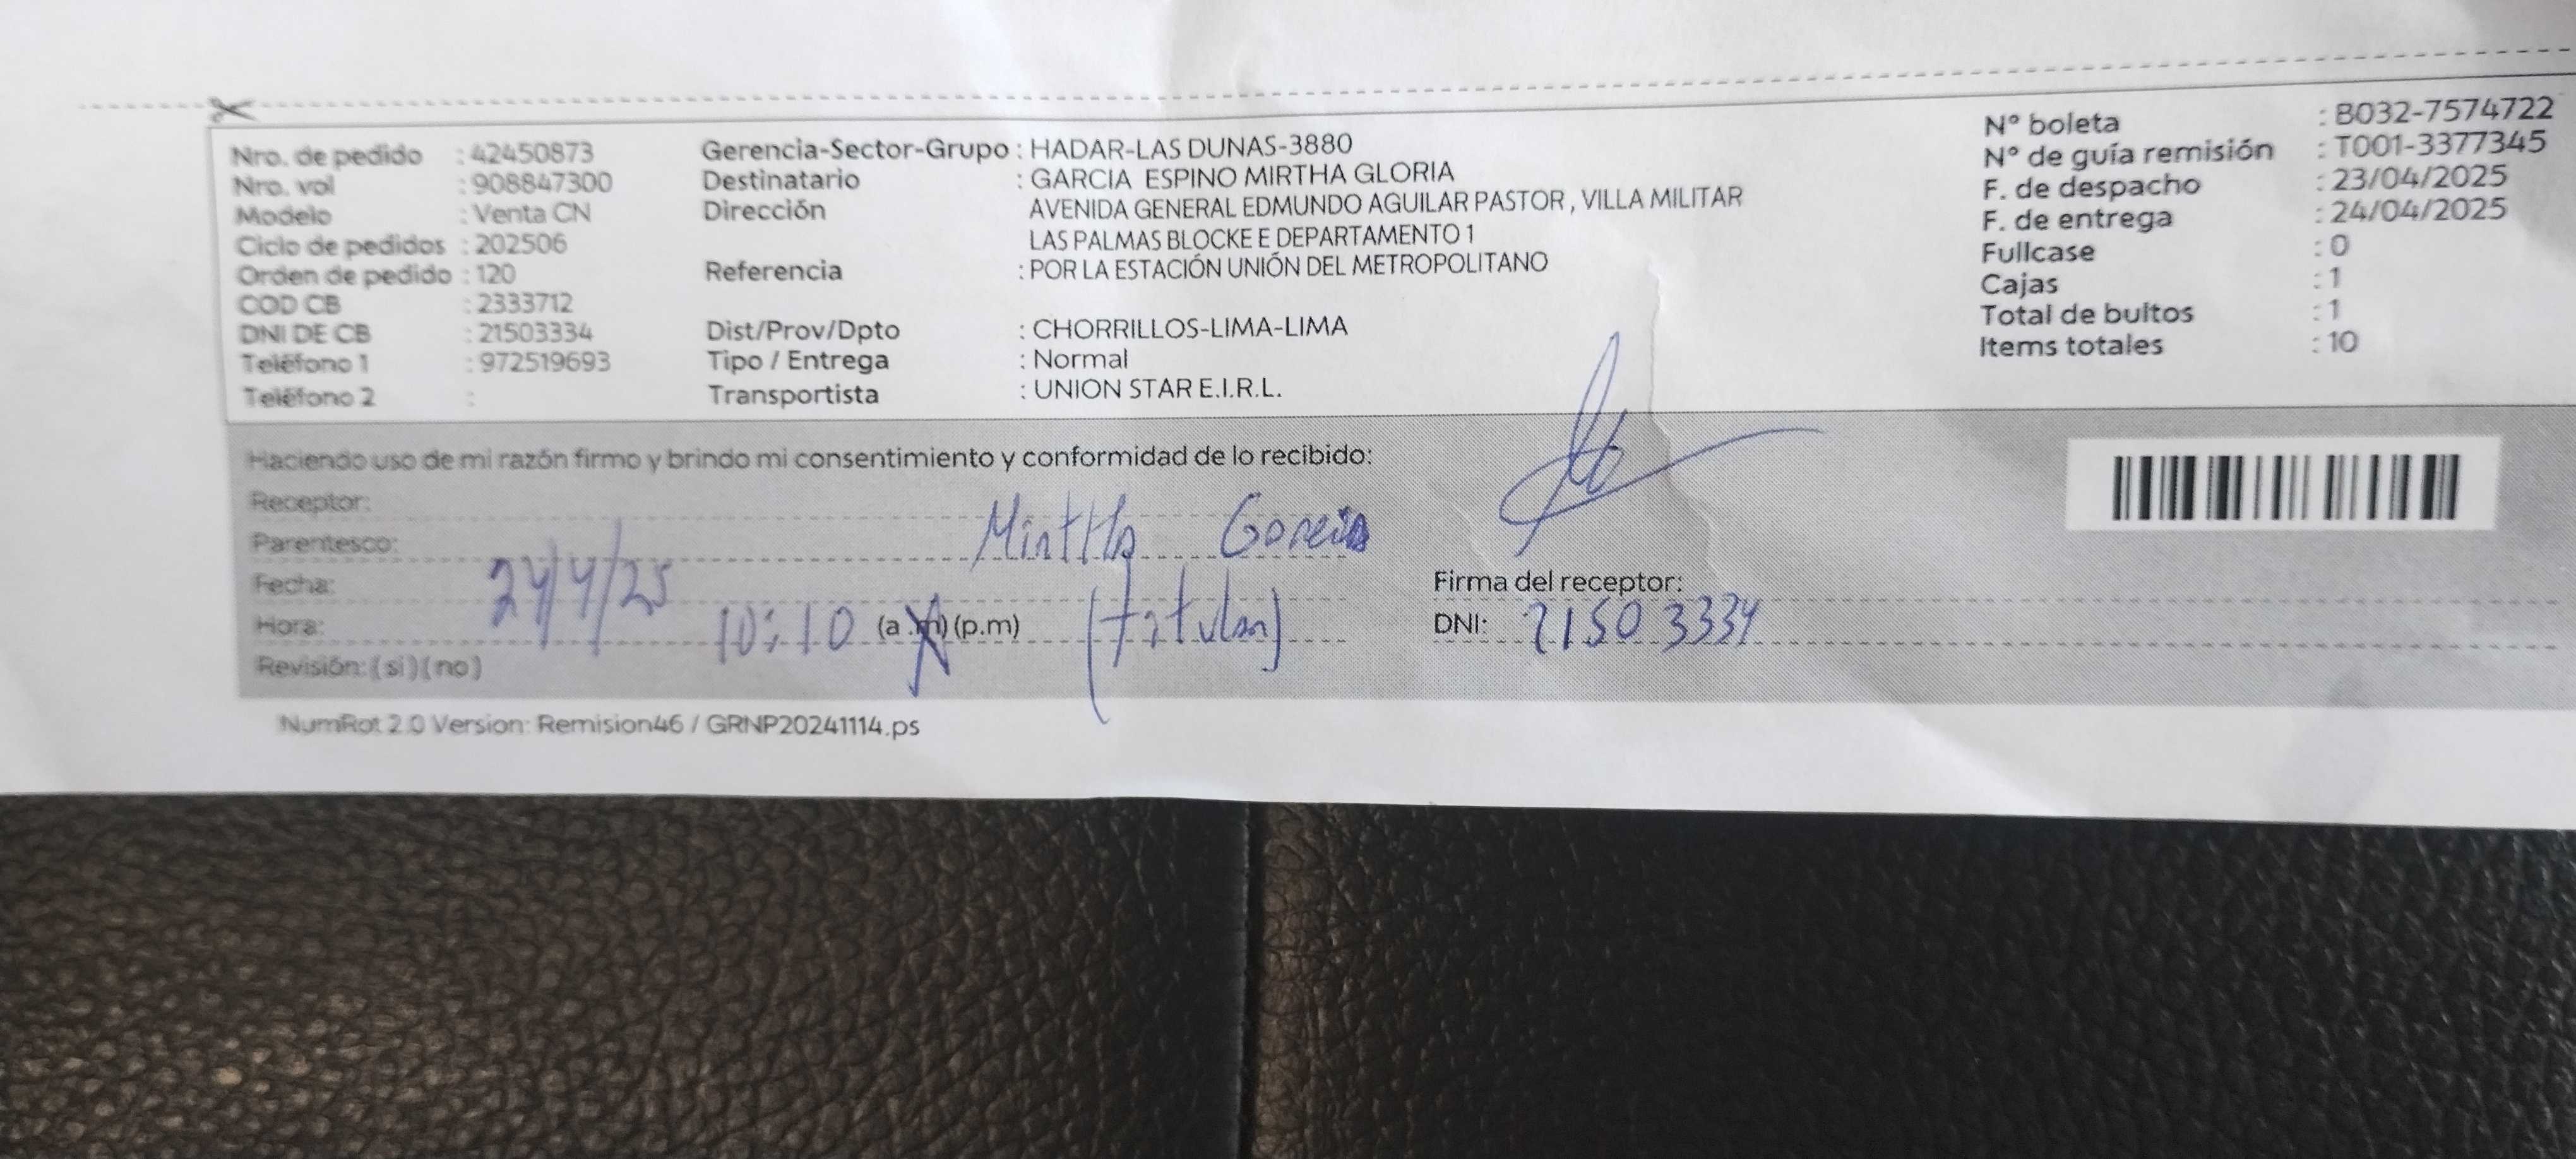 Nro. de pedido : 42450873 Gerencia-Sector-Grupo : HADAR-LAS DUNAS-3880 N° boleta : B032-7574722
Nro. vol : 908847300 Destinatario : GARCIA ESPINO MIRTHA GLORIA N° de guía remisión : T001-3377345
Modelo : Venta CN Dirección AVENIDA GENERAL EDMUNDO AGUILAR PASTOR , VILLA MILITAR F. de despacho : 23/04/2025
Ciclo de pedidos : 202506 LAS PALMAS BLOCKE E DEPARTAMENTO 1 F. de entrega : 24/04/2025
Orden de pedido : 120 Referencia : POR LA ESTACIÓN UNIÓN DEL METROPOLITANO Fullcase : 0
COD CB : 2333712 Cajas : 1
DNI DE CB : 21503334 Dist/Prov/Dpto : CHORRILLOS-LIMA-LIMA Total de bultos : 1
Teléfono 1 : 972519693 Tipo / Entrega : Normal Items totales : 10
Teléfono 2 : Transportista : UNION STAR E.I.R.L.
Haciendo uso de mi razón firmo y brindo mi consentimiento y conformidad de lo recibido:
Receptor:
Parentesco: Mirtha Garcia
Fecha: 24/4/25 Firma del receptor:
Hora: 10:10 (a .m) (p.m) (titular) DNI: 21503334
Revisión: ( si ) ( no )
NumRot 2.0 Version: Remision46 / GRNP20241114.ps